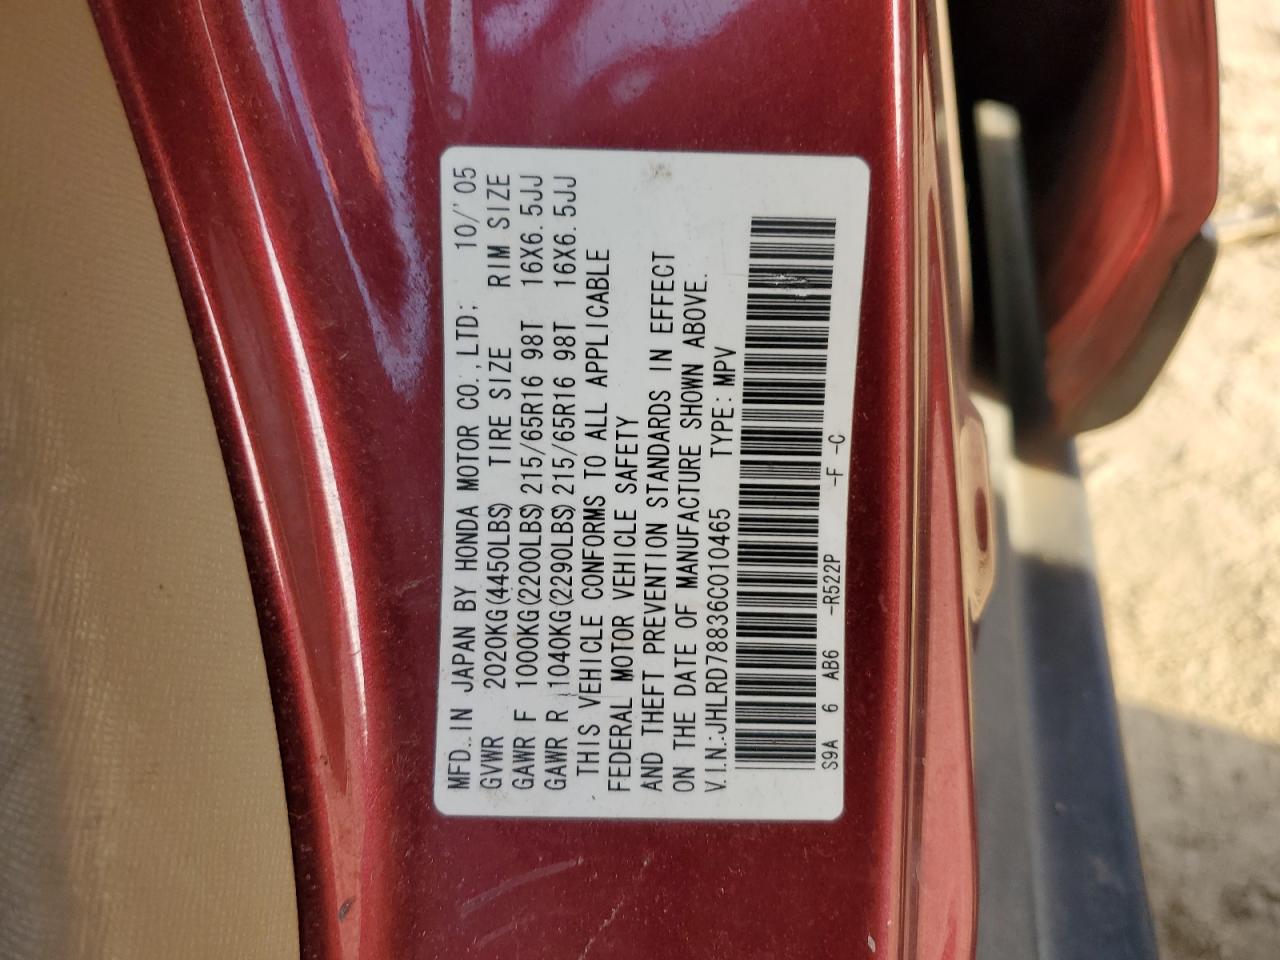 MFD. IN JAPAN BY HONDA MOTOR CO., LTD; 10/'05
GVWR 2020KG(4450LBS) TIRE SIZE RIM SIZE
GAWR F 1000KG(2200LBS) 215/65R16 98T 16X6.5JJ
GAWR R 1040KG(2290LBS) 215/65R16 98T 16X6.5JJ
THIS VEHICLE CONFORMS TO ALL APPLICABLE
FEDERAL MOTOR VEHICLE SAFETY
AND THEFT PREVENTION STANDARDS IN EFFECT
ON THE DATE OF MANUFACTURE SHOWN ABOVE.
V.I.N.:JHLRD78836C010465 TYPE: MPV
S9A 6 AB6 -R522P -F -C